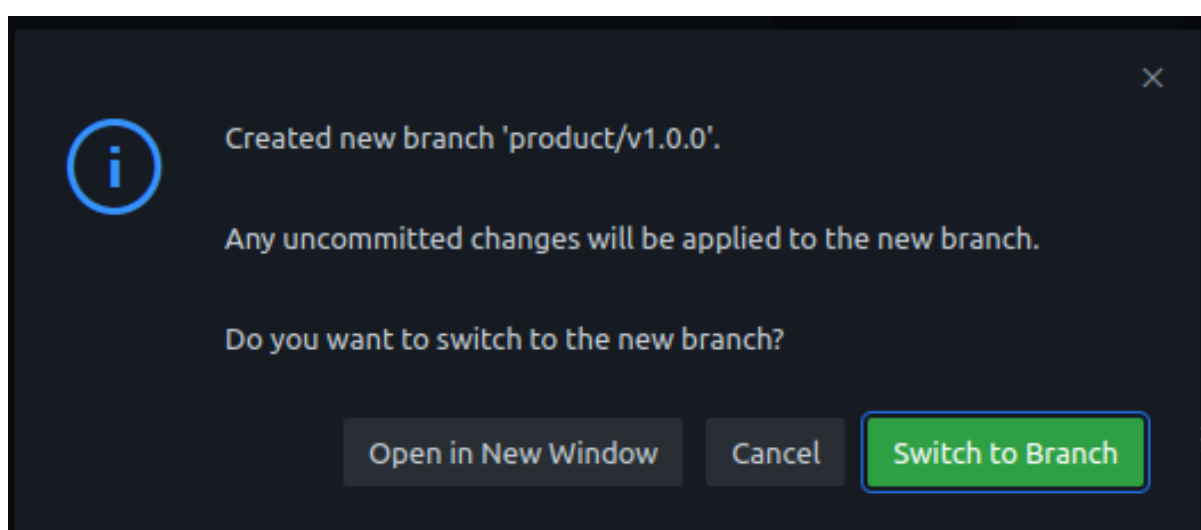 Created new branch 'product/v1.0.0'.
Any uncommitted changes will be applied to the new branch.
Do you want to switch to the new branch?
Open in New Window
Cancel
Switch to Branch